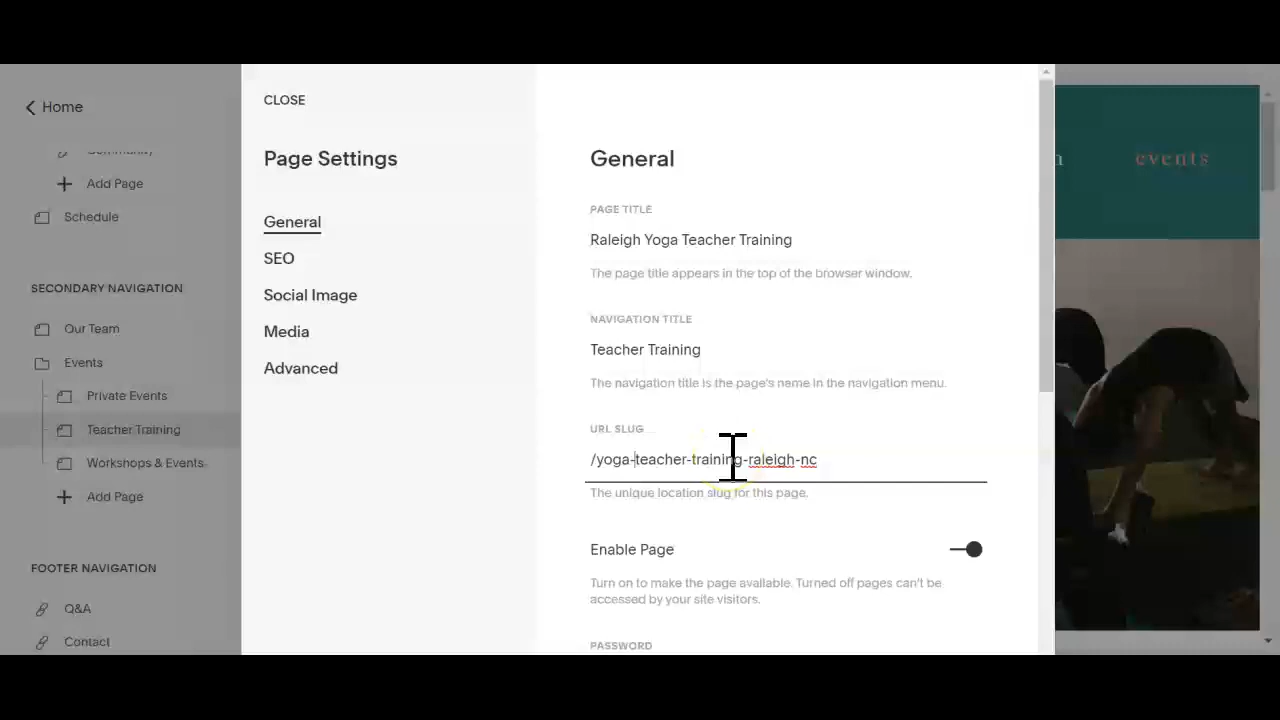 Home
Community
Add Page
Schedule
SECONDARY NAVIGATION
Our Team
Events
Private Events
Teacher Training
Workshops & Events
Add Page
FOOTER NAVIGATION
Q&A
Contact
CLOSE
Page Settings
General
SEO
Social Image
Media
Advanced
General
PAGE TITLE
Raleigh Yoga Teacher Training
The page title appears in the top of the browser window.
NAVIGATION TITLE
Teacher Training
The navigation title is the page's name in the navigation menu.
URL SLUG
/yoga-teacher-training-raleigh-nc
The unique location slug for this page.
Enable Page
Turn on to make the page available. Turned off pages can't be
accessed by your site visitors.
PASSWORD
events